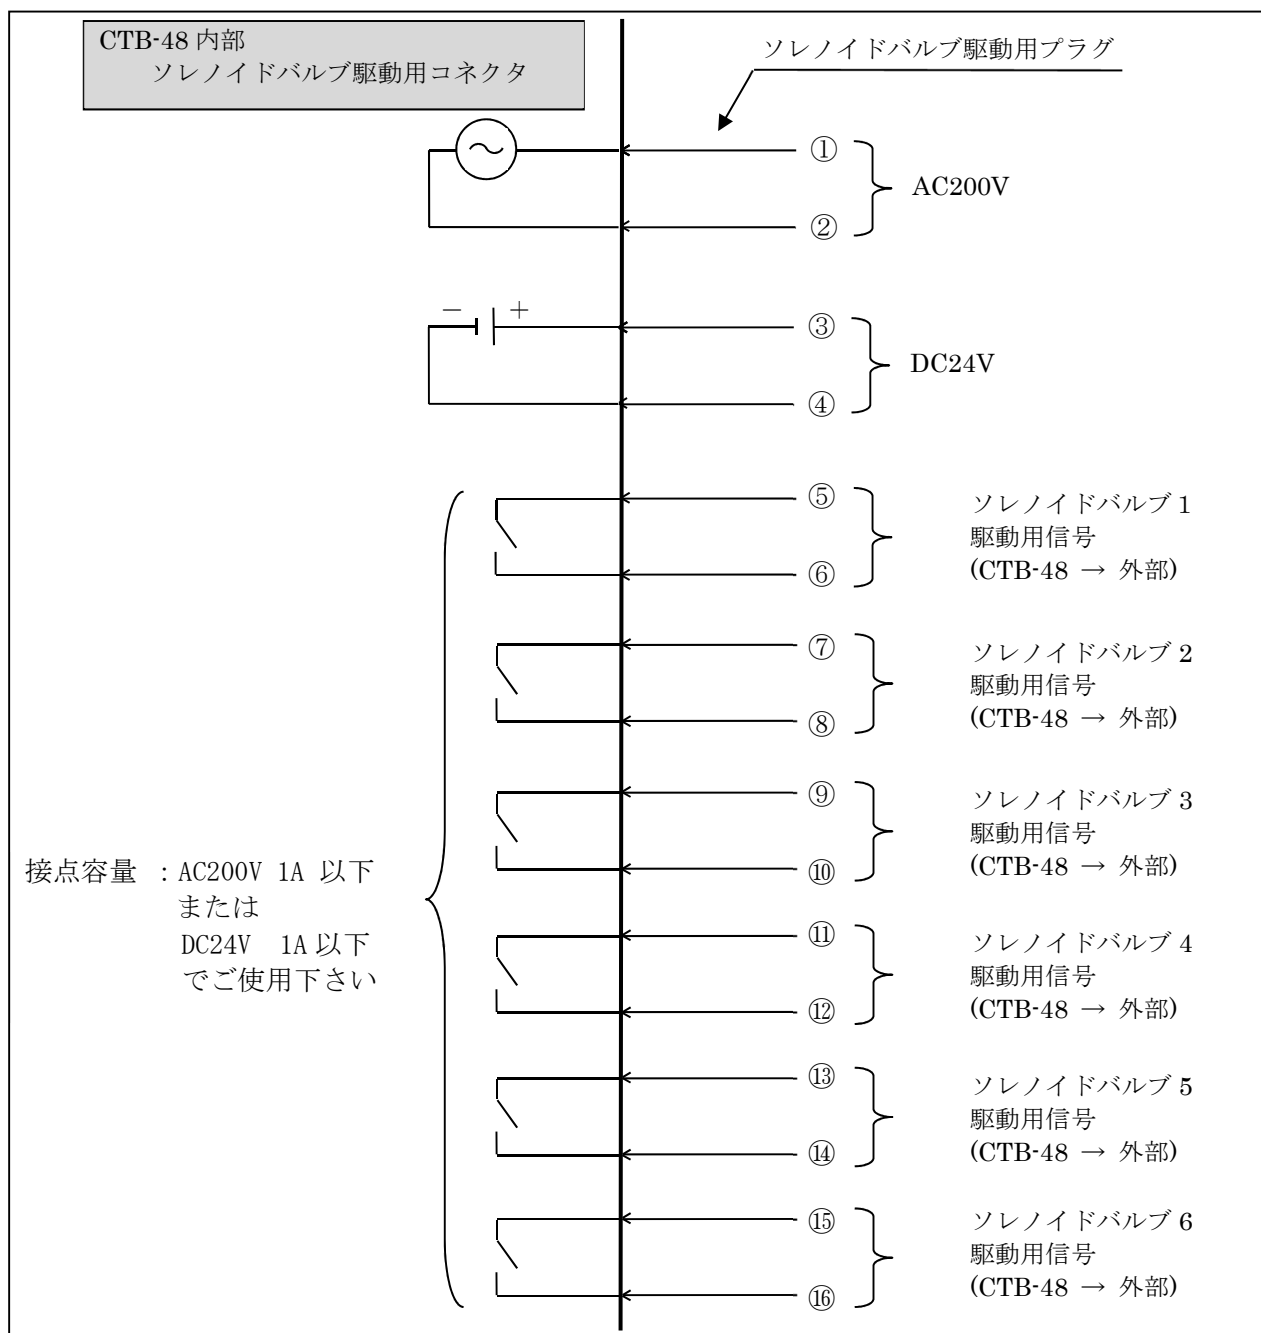 CTB-48 内部
ソレノイドバルブ駆動用コネクタ
ソレノイドバルブ駆動用プラグ
①
AC200V
②
− +
③
DC24V
④
⑤
ソレノイドバルブ 1
駆動用信号
(CTB-48 → 外部)
⑥
⑦
ソレノイドバルブ 2
駆動用信号
(CTB-48 → 外部)
⑧
⑨
ソレノイドバルブ 3
駆動用信号
(CTB-48 → 外部)
⑩
接点容量 : AC200V 1A 以下
または
DC24V 1A 以下
でご使用下さい
⑪
ソレノイドバルブ 4
駆動用信号
(CTB-48 → 外部)
⑫
⑬
ソレノイドバルブ 5
駆動用信号
(CTB-48 → 外部)
⑭
⑮
ソレノイドバルブ 6
駆動用信号
(CTB-48 → 外部)
⑯